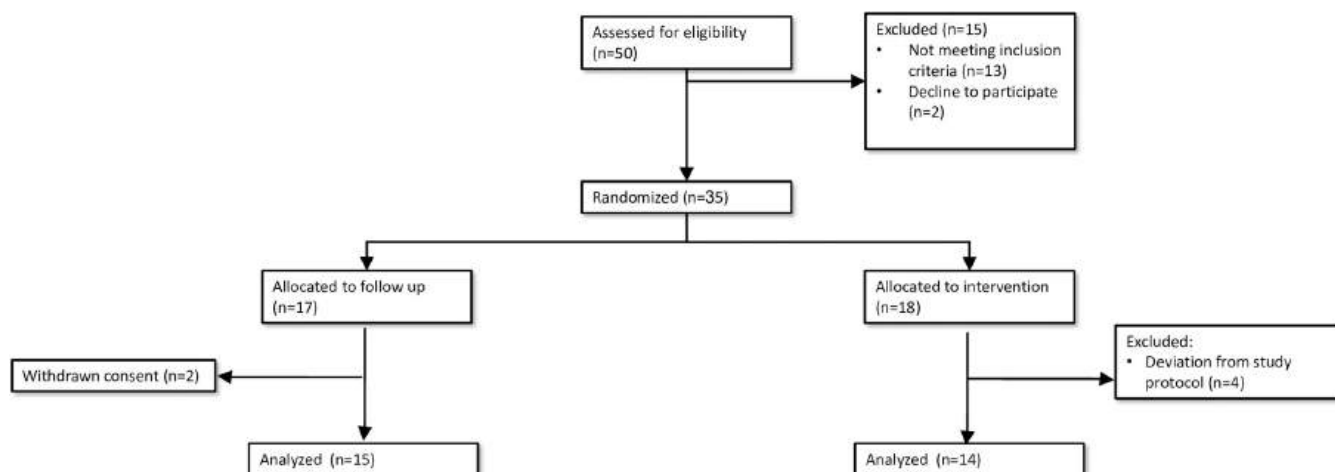 Assessed for eligibility
(n=50)
Excluded (n=15)
• Not meeting inclusion
criteria (n=13)
• Decline to participate
(n=2)
Randomized (n=35)
Allocated to follow up
(n=17)
Allocated to intervention
(n=18)
Withdrawn consent (n=2)
Excluded:
• Deviation from study
protocol (n=4)
Analyzed (n=15)
Analyzed (n=14)